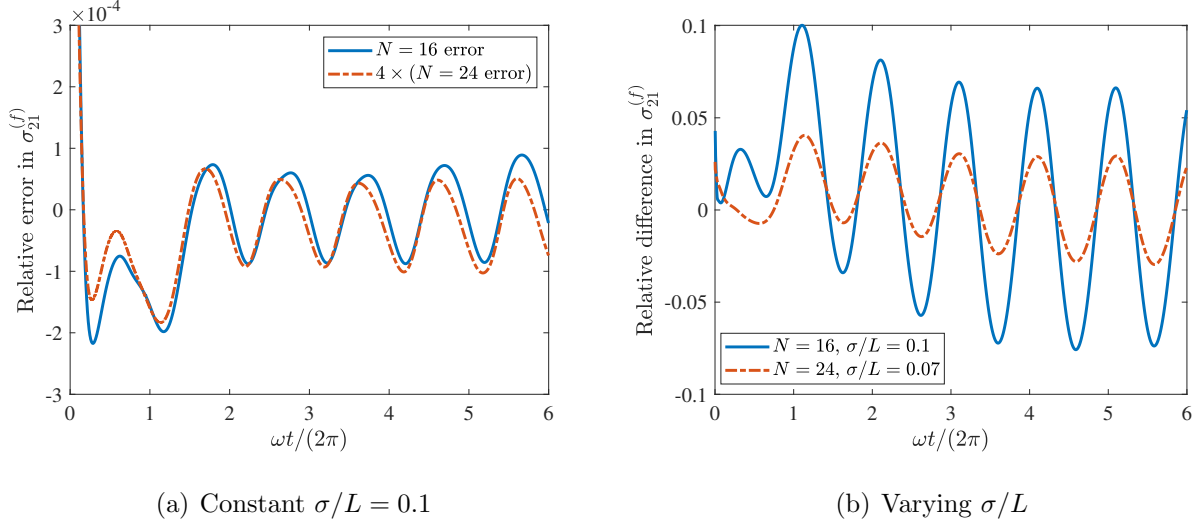 ×10⁻⁴
Relative error in σ₂₁⁽ᶠ⁾
3
2
1
0
-1
-2
-3
N = 16 error
4 × (N = 24 error)
0 1 2 3 4 5 6
ωt/(2π)
(a) Constant σ/L = 0.1
Relative difference in σ₂₁⁽ᶠ⁾
0.1
0.05
0
-0.05
-0.1
N = 16, σ/L = 0.1
N = 24, σ/L = 0.07
0 1 2 3 4 5 6
ωt/(2π)
(b) Varying σ/L